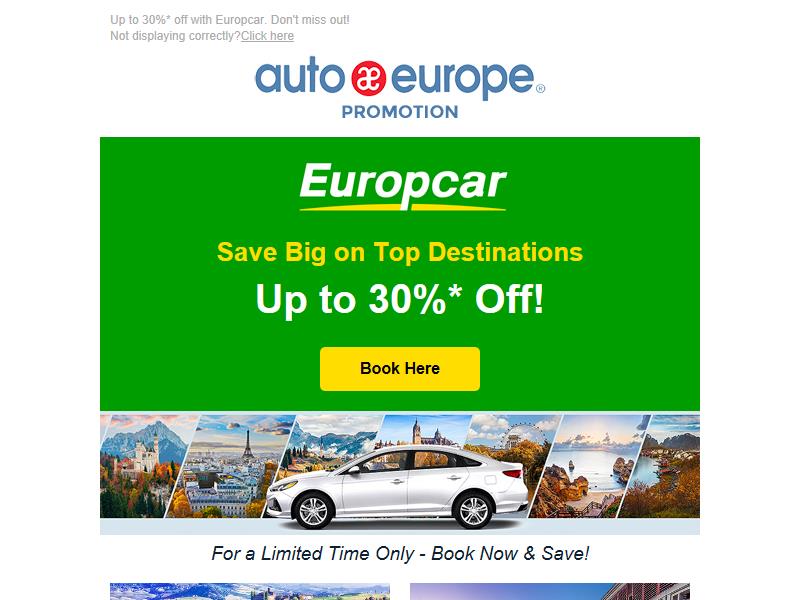 Up to 30%* off with Europcar. Don't miss out!
Not displaying correctly?Click here
auto æ europe®
PROMOTION
Europcar
Save Big on Top Destinations
Up to 30%* Off!
Book Here
For a Limited Time Only - Book Now & Save!